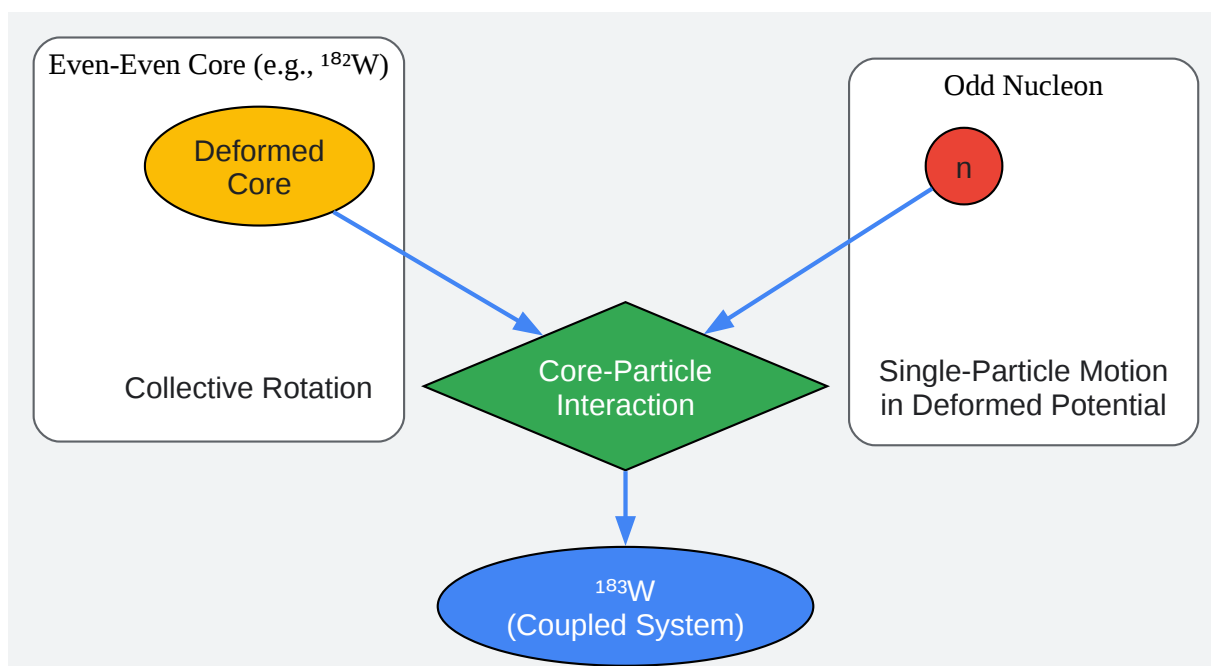 Even-Even Core (e.g., ¹⁸²W)
Deformed
Core
Collective Rotation
Odd Nucleon
n
Single-Particle Motion
in Deformed Potential
Core-Particle
Interaction
¹⁸³W
(Coupled System)